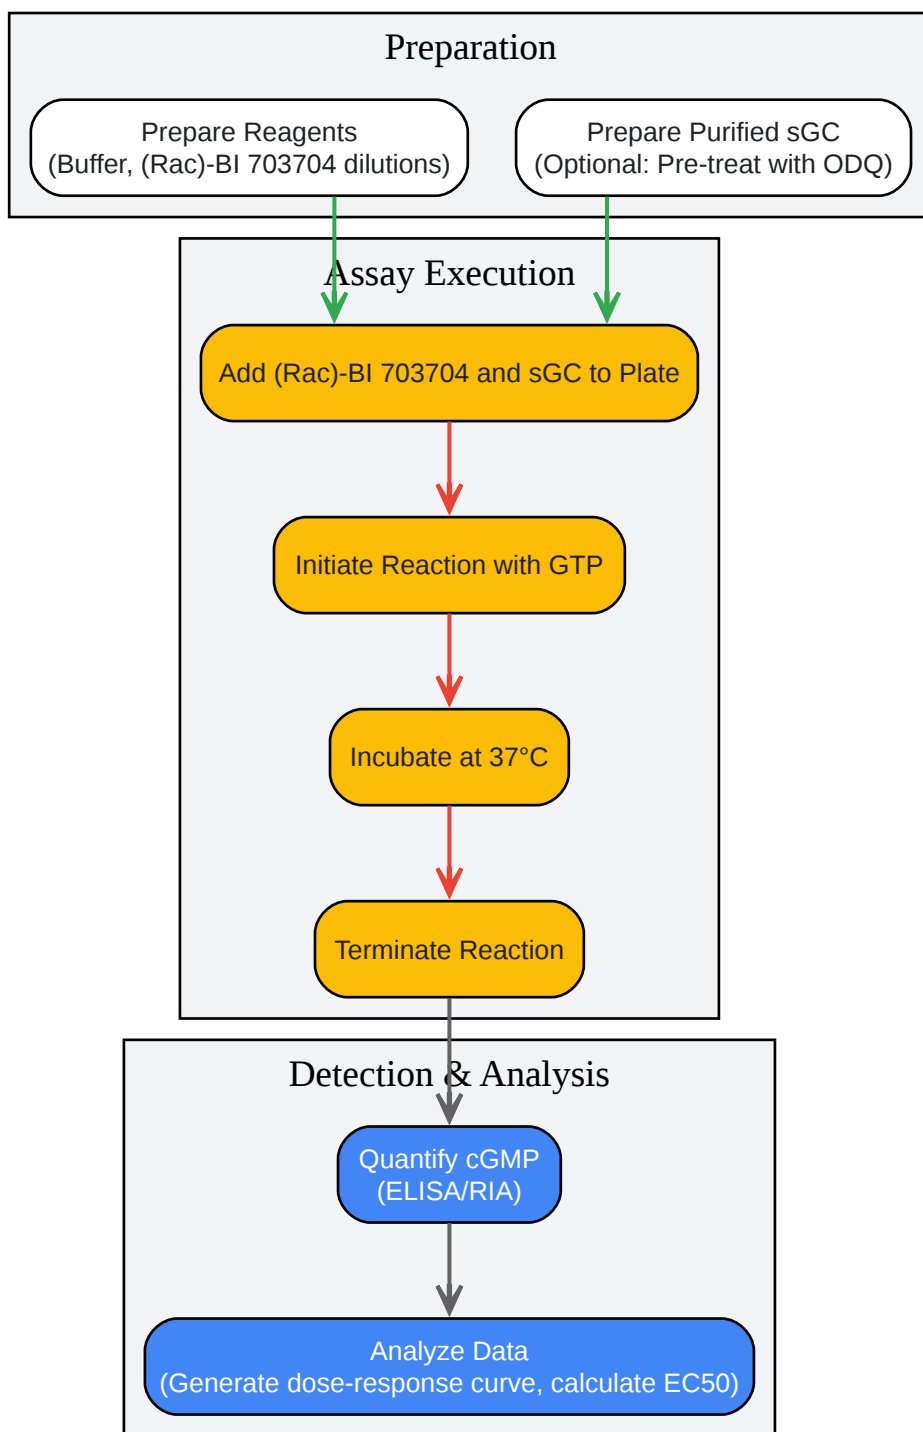 Preparation
Prepare Reagents
(Buffer, (Rac)-BI 703704 dilutions)
Prepare Purified sGC
(Optional: Pre-treat with ODQ)
Assay Execution
Add (Rac)-BI 703704 and sGC to Plate
Initiate Reaction with GTP
Incubate at 37°C
Terminate Reaction
Detection & Analysis
Quantify cGMP
(ELISA/RIA)
Analyze Data
(Generate dose-response curve, calculate EC50)